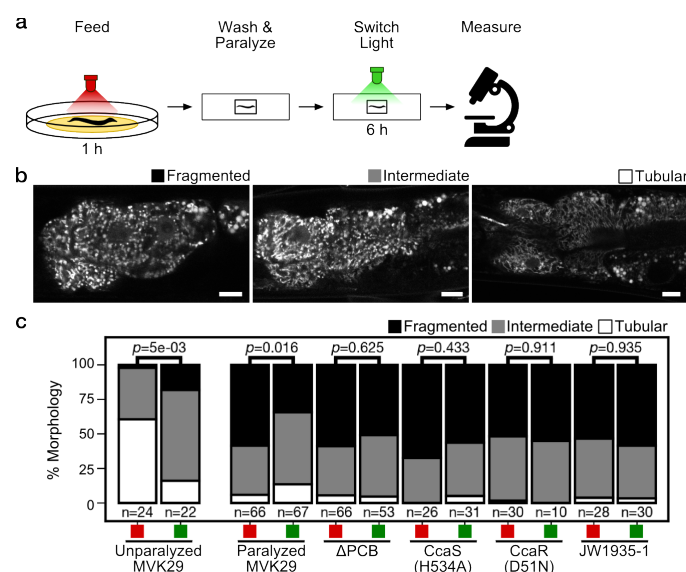 a
Feed
Wash &
Paralyze
Switch
Light
Measure
1 h
6 h
b
Fragmented
Intermediate
Tubular
c
Fragmented Intermediate Tubular
p=5e-03 p=0.016 p=0.625 p=0.433 p=0.911 p=0.935
% Morphology
100
75
50
25
0
n=24 n=22 n=66 n=67 n=66 n=53 n=26 n=31 n=30 n=10 n=28 n=30
Unparalyzed
MVK29
Paralyzed
MVK29
ΔPCB
CcaS
(H534A)
CcaR
(D51N)
JW1935-1